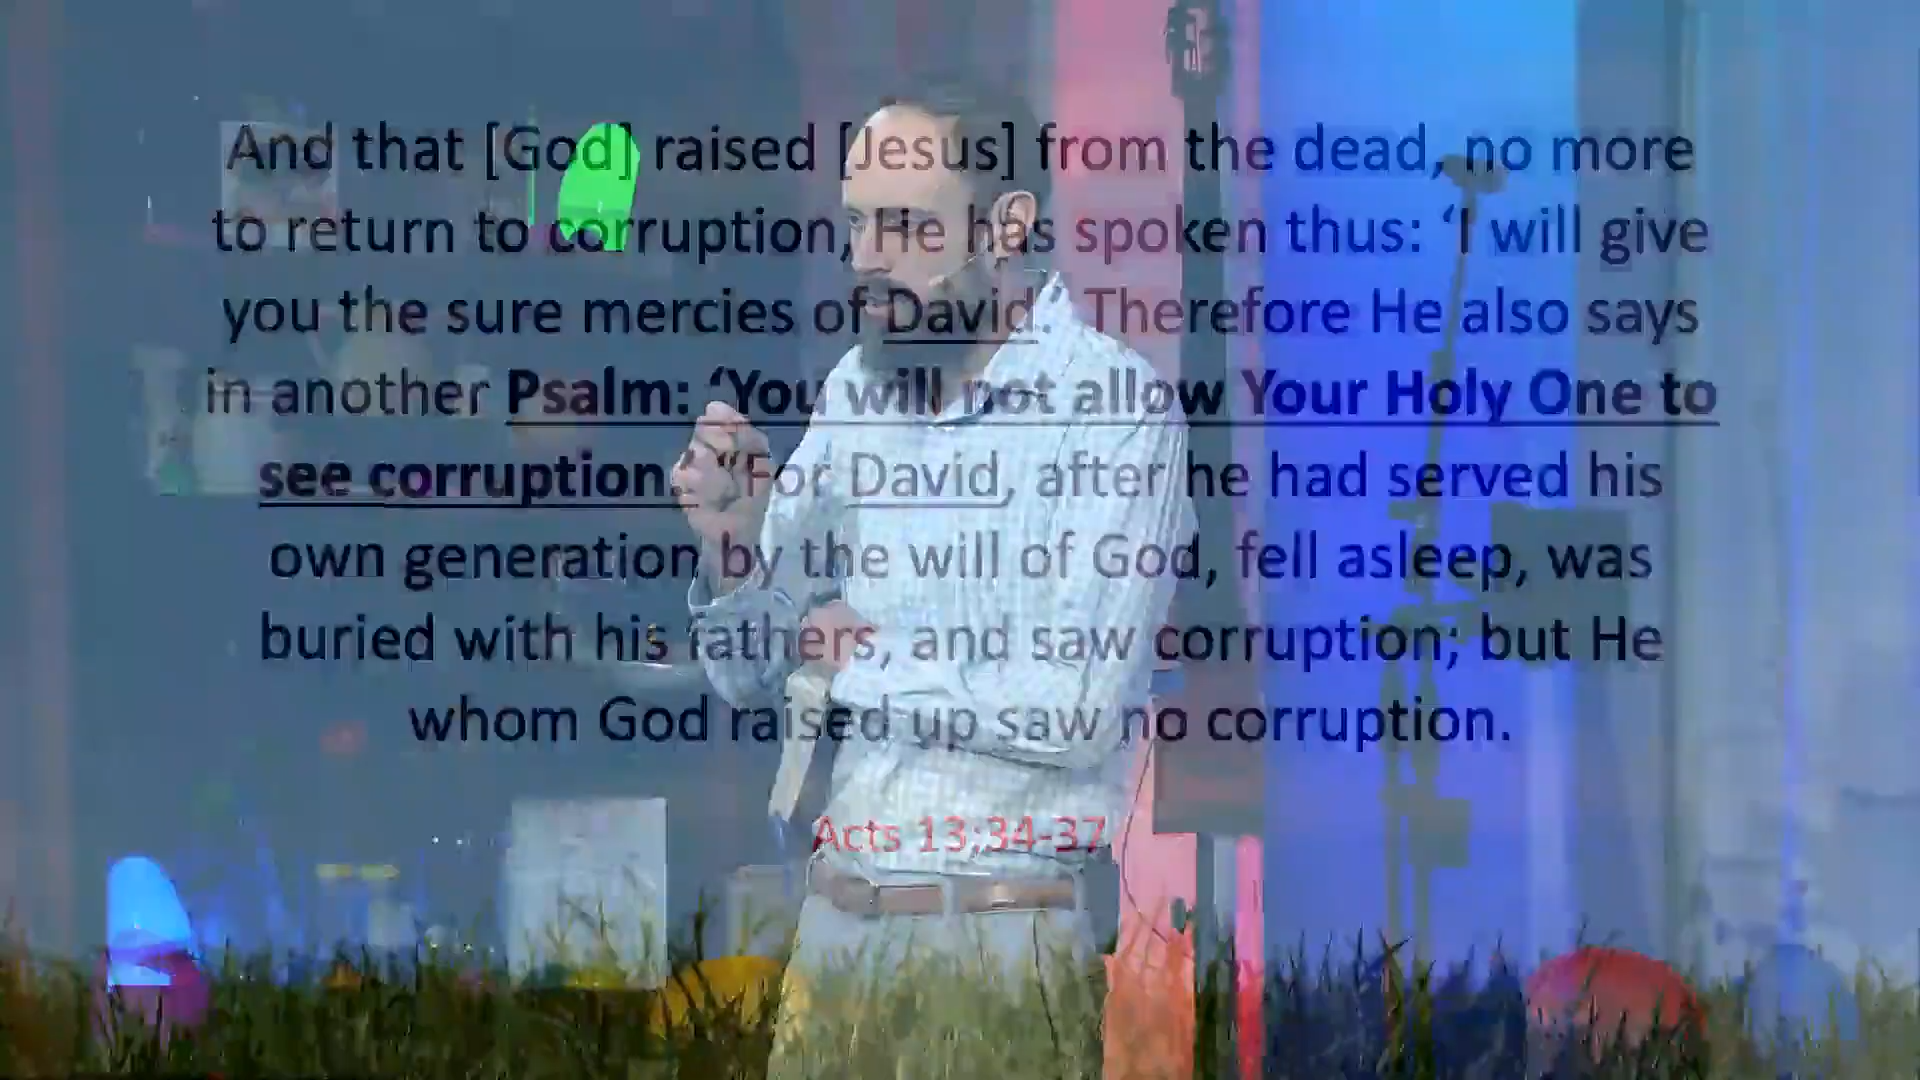 And that [God] raised [Jesus] from the dead, no more
to return to corruption, He has spoken thus: ‘I will give
you the sure mercies of David.’ Therefore He also says
in another Psalm: ‘You will not allow Your Holy One to
see corruption.’ “For David, after he had served his
own generation by the will of God, fell asleep, was
buried with his fathers, and saw corruption; but He
whom God raised up saw no corruption.
Acts 13;34-37